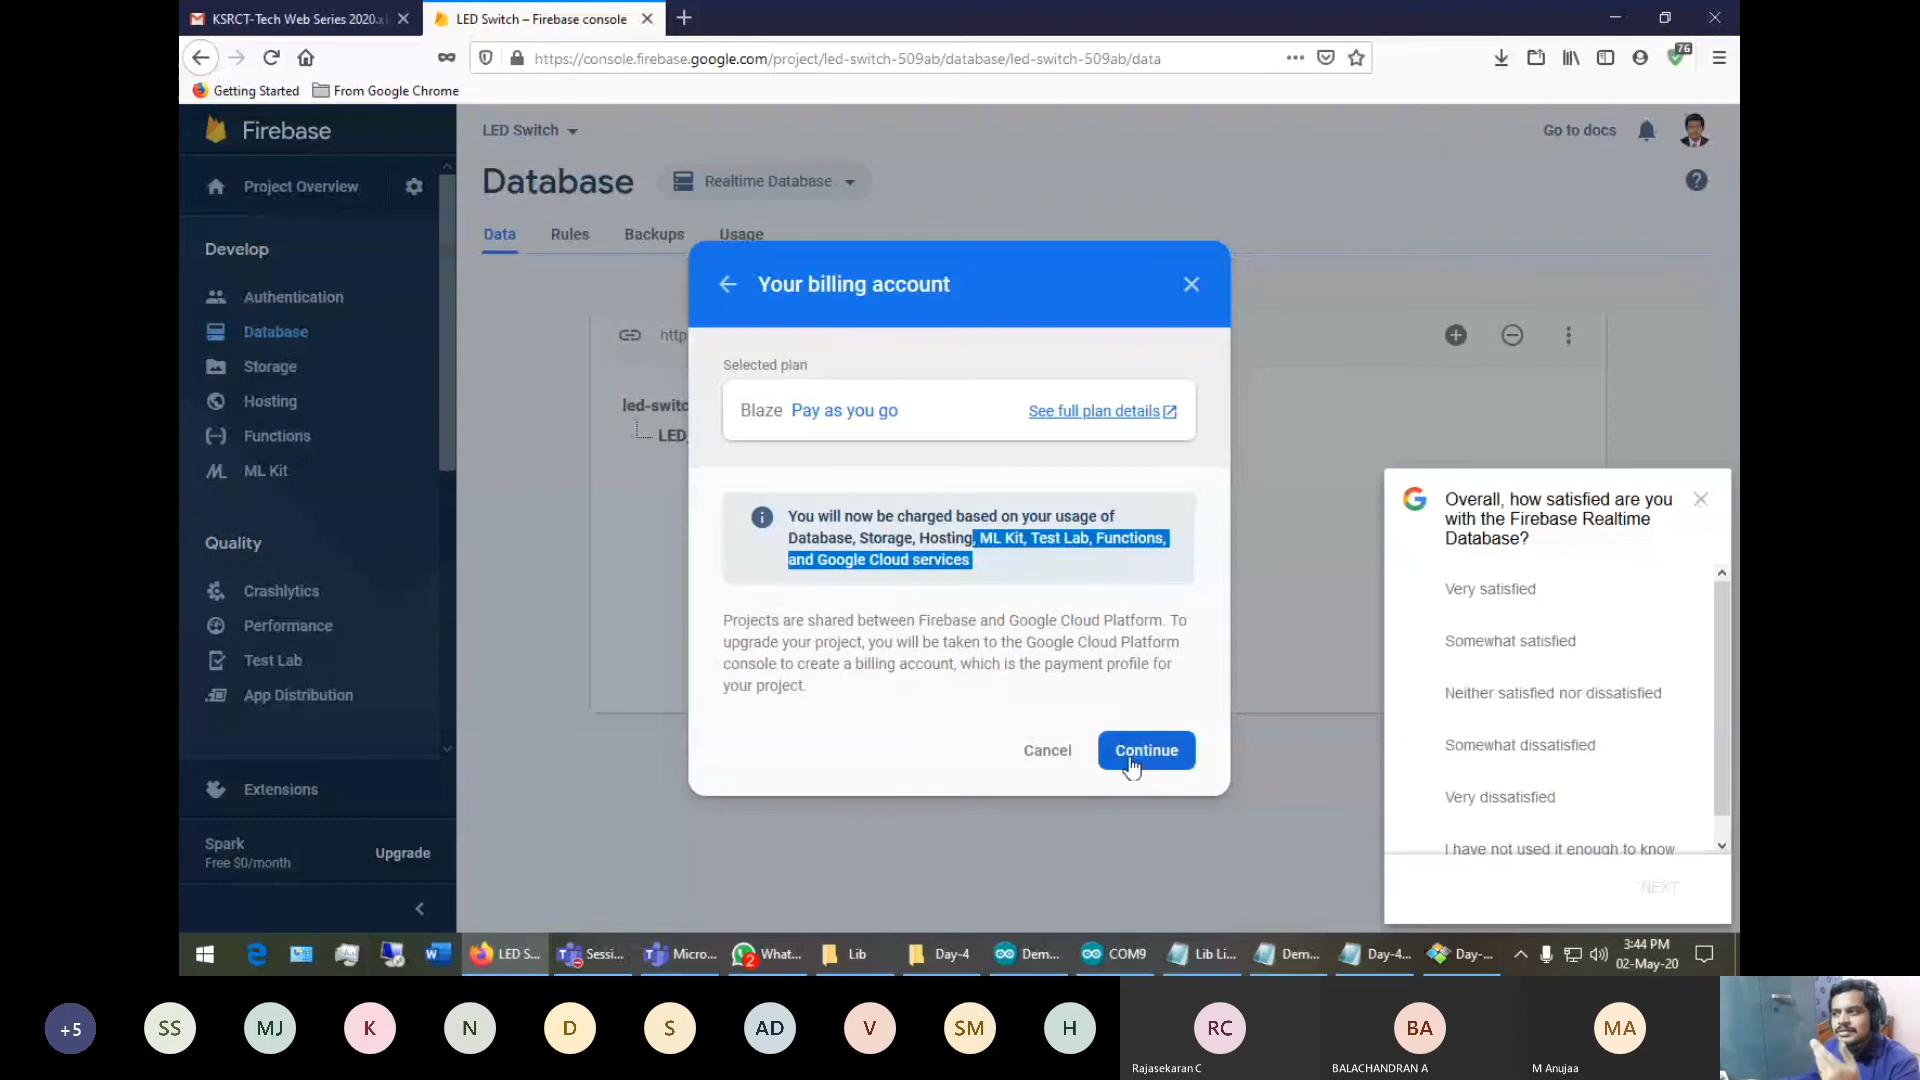 KSRCT-Tech Web Series 2020.x
LED Switch – Firebase console
76
https://console.firebase.google.com/project/led-switch-509ab/database/led-switch-509ab/data
Getting Started
From Google Chrome
Firebase
LED Switch
Go to docs
Project Overview
Database
Realtime Database
Data
Rules
Backups
Usage
Develop
Authentication
Database
Storage
Hosting
Functions
ML Kit
Quality
Crashlytics
Performance
Test Lab
App Distribution
Extensions
Spark
Free $0/month
Upgrade
http
led-switc
LED_
Your billing account
Selected plan
Blaze Pay as you go
See full plan details
You will now be charged based on your usage of
Database, Storage, Hosting, ML Kit, Test Lab, Functions,
and Google Cloud services
Projects are shared between Firebase and Google Cloud Platform. To
upgrade your project, you will be taken to the Google Cloud Platform
console to create a billing account, which is the payment profile for
your project.
Cancel
Continue
Overall, how satisfied are you
with the Firebase Realtime
Database?
Very satisfied
Somewhat satisfied
Neither satisfied nor dissatisfied
Somewhat dissatisfied
Very dissatisfied
I have not used it enough to know
NEXT
LED S...
Sessi...
Micro...
2
What...
Lib
Day-4
Dem...
COM9
Lib Li...
Dem...
Day-4...
Day-...
3:44 PM
02-May-20
+5
SS
MJ
K
N
D
S
AD
V
SM
H
RC
Rajasekaran C
BA
BALACHANDRAN A
MA
M Anujaa